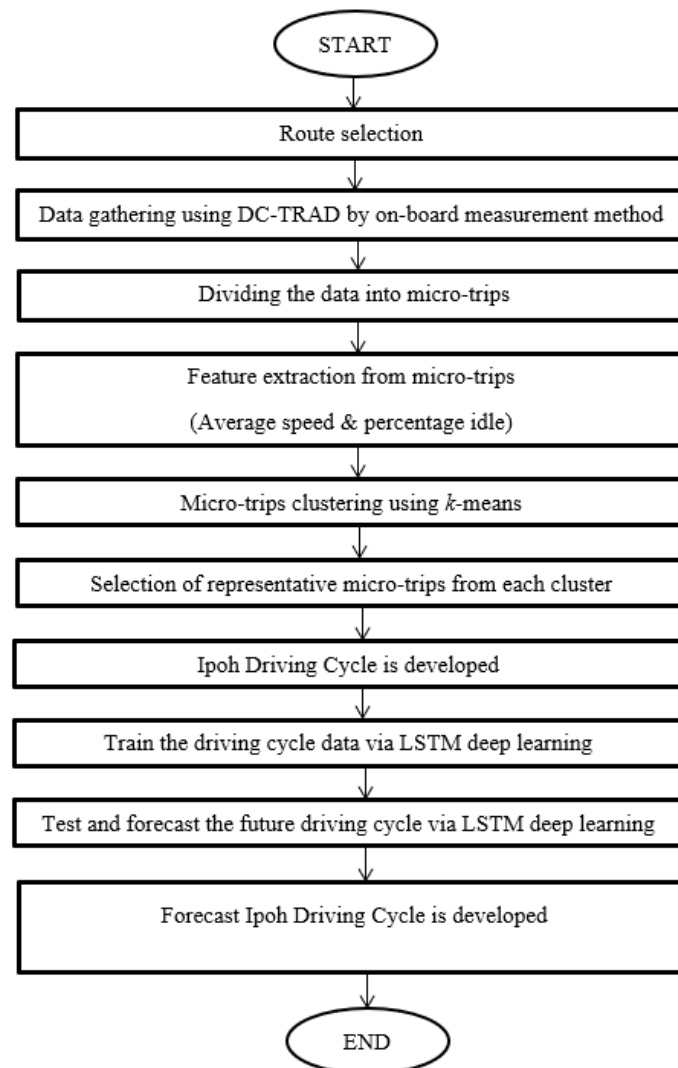 START
Route selection
Data gathering using DC-TRAD by on-board measurement method
Dividing the data into micro-trips
Feature extraction from micro-trips
(Average speed & percentage idle)
Micro-trips clustering using k-means
Selection of representative micro-trips from each cluster
Ipoh Driving Cycle is developed
Train the driving cycle data via LSTM deep learning
Test and forecast the future driving cycle via LSTM deep learning
Forecast Ipoh Driving Cycle is developed
END